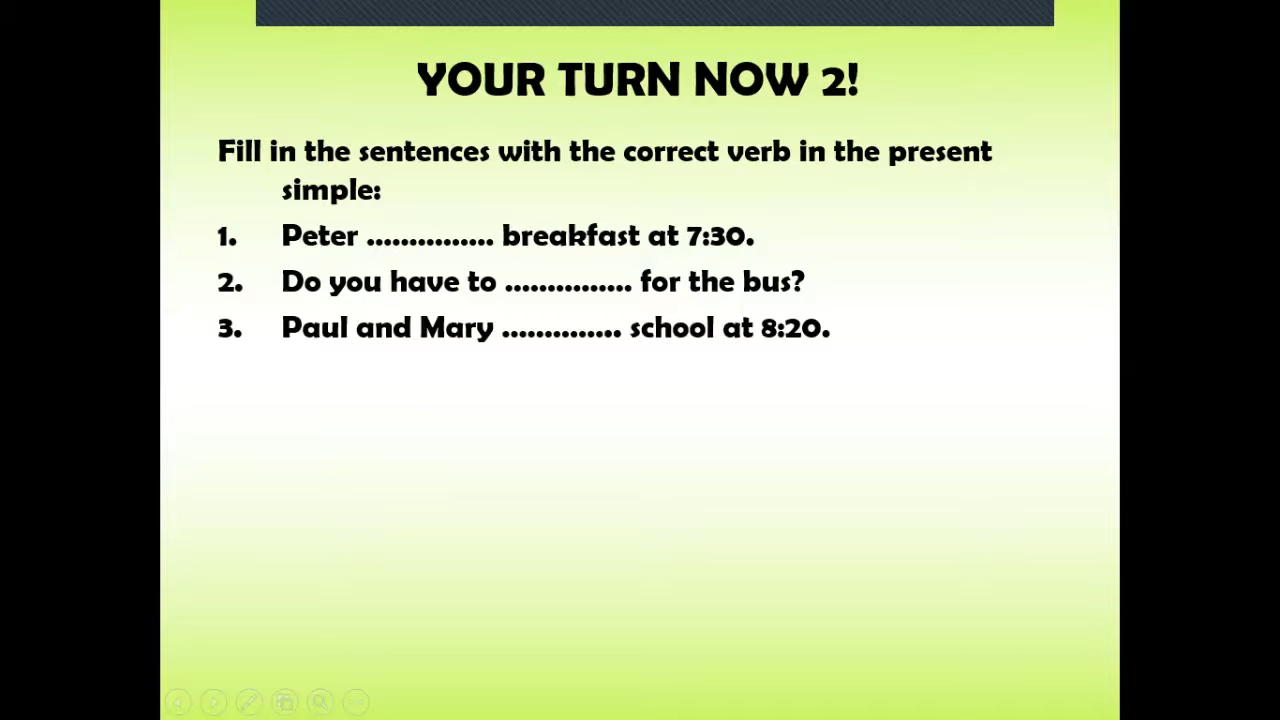 YOUR TURN NOW 2!
Fill in the sentences with the correct verb in the present
simple:
1. Peter ............... breakfast at 7:30.
2. Do you have to ............... for the bus?
3. Paul and Mary .............. school at 8:20.